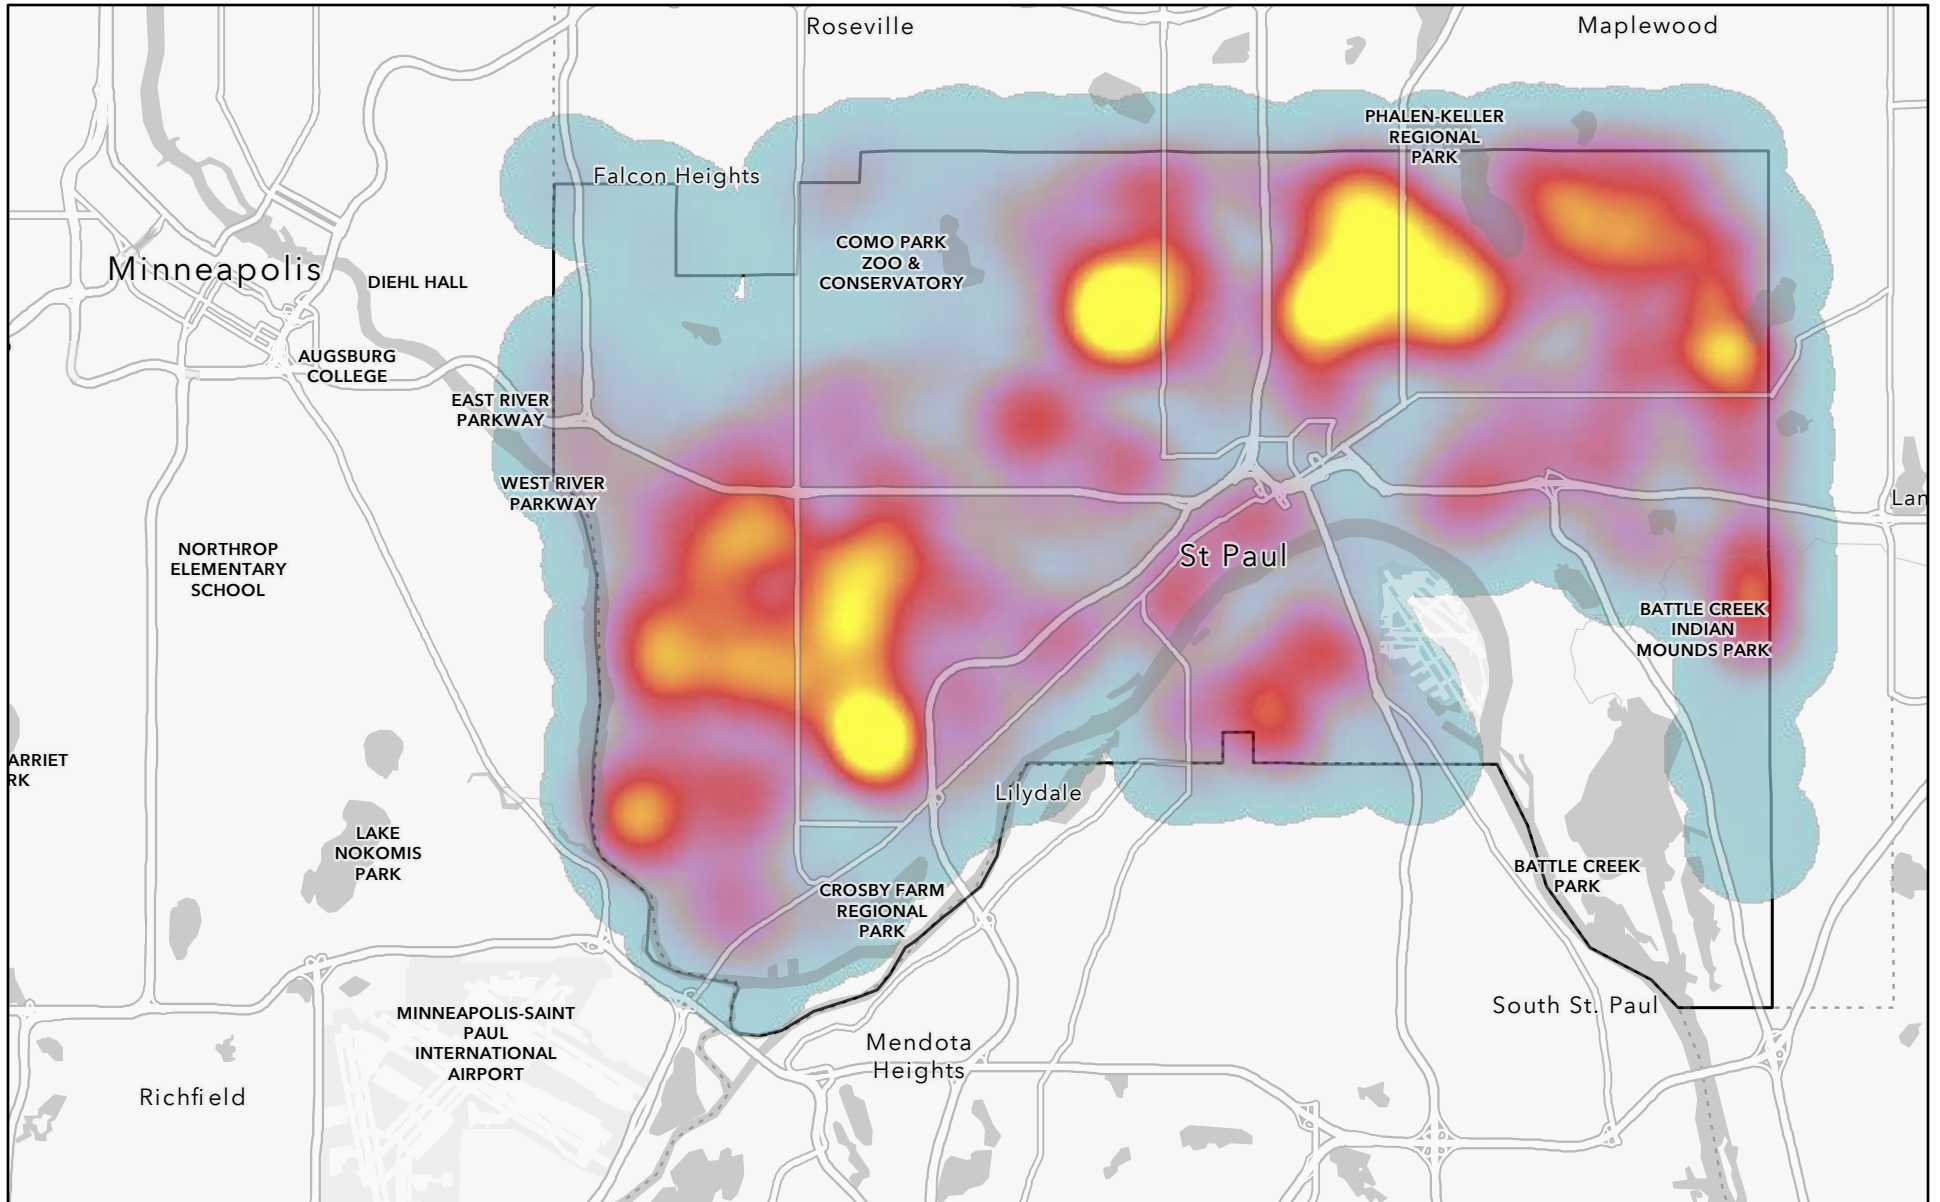 Roseville
Maplewood
PHALEN-KELLER
REGIONAL
PARK
Falcon Heights
COMO PARK
ZOO &
CONSERVATORY
Minneapolis
DIEHL HALL
AUGSBURG
COLLEGE
EAST RIVER
PARKWAY
WEST RIVER
PARKWAY
Lan
St Paul
NORTHROP
ELEMENTARY
SCHOOL
BATTLE CREEK
INDIAN
MOUNDS PARK
ARRIET
RK
Lilydale
LAKE
NOKOMIS
PARK
BATTLE CREEK
PARK
CROSBY FARM
REGIONAL
PARK
South St. Paul
MINNEAPOLIS-SAINT
PAUL
INTERNATIONAL
AIRPORT
Mendota
Heights
Richfield